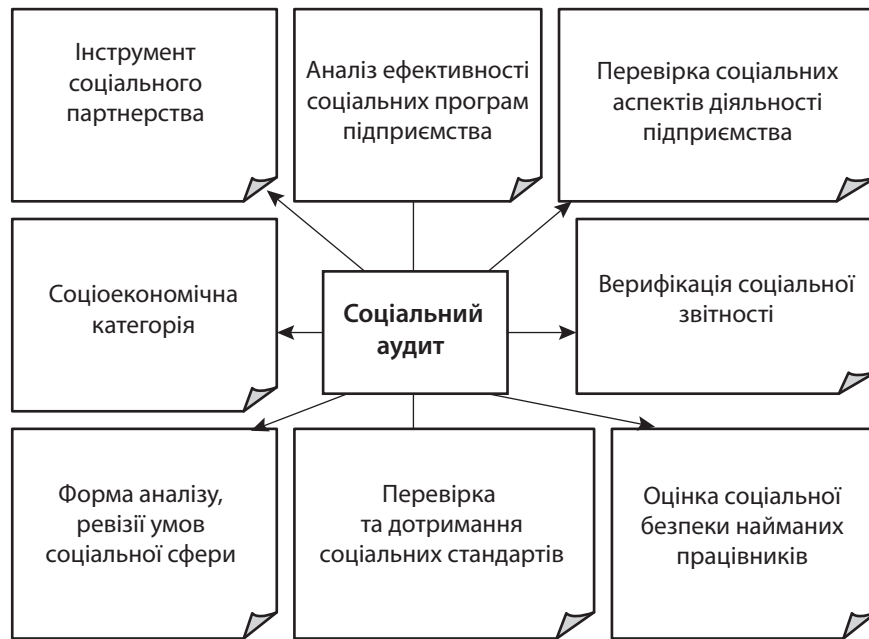 Інструмент
соціального
партнерства
Аналіз ефективності
соціальних програм
підприємства
Перевірка соціальних
аспектів діяльності
підприємства
Соціоекономічна
категорія
Соціальний
аудит
Верифікація соціальної
звітності
Форма аналізу,
ревізії умов
соціальної сфери
Перевірка
та дотримання
соціальних стандартів
Оцінка соціальної
безпеки найманих
працівників